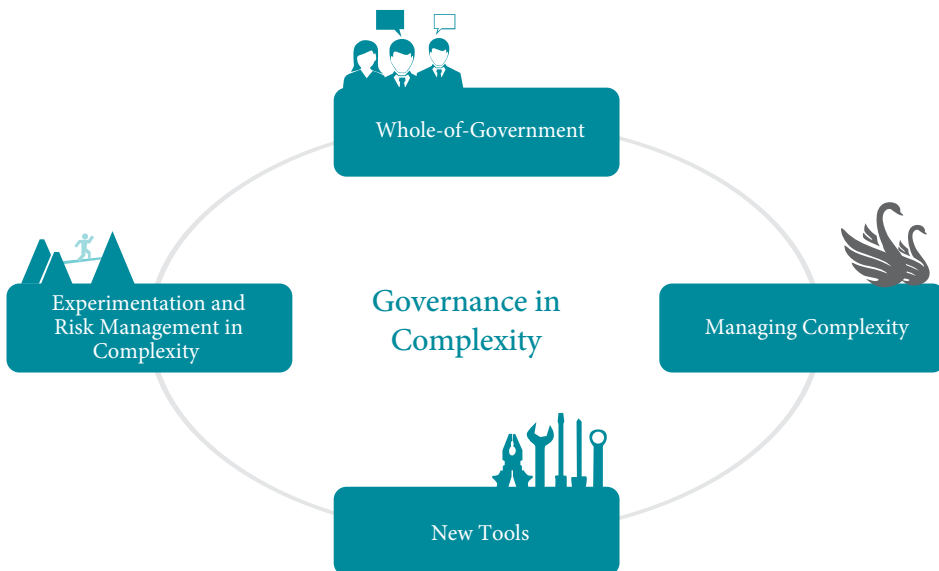 Whole-of-Government
Experimentation and
Risk Management in
Complexity
Governance in
Complexity
Managing Complexity
New Tools